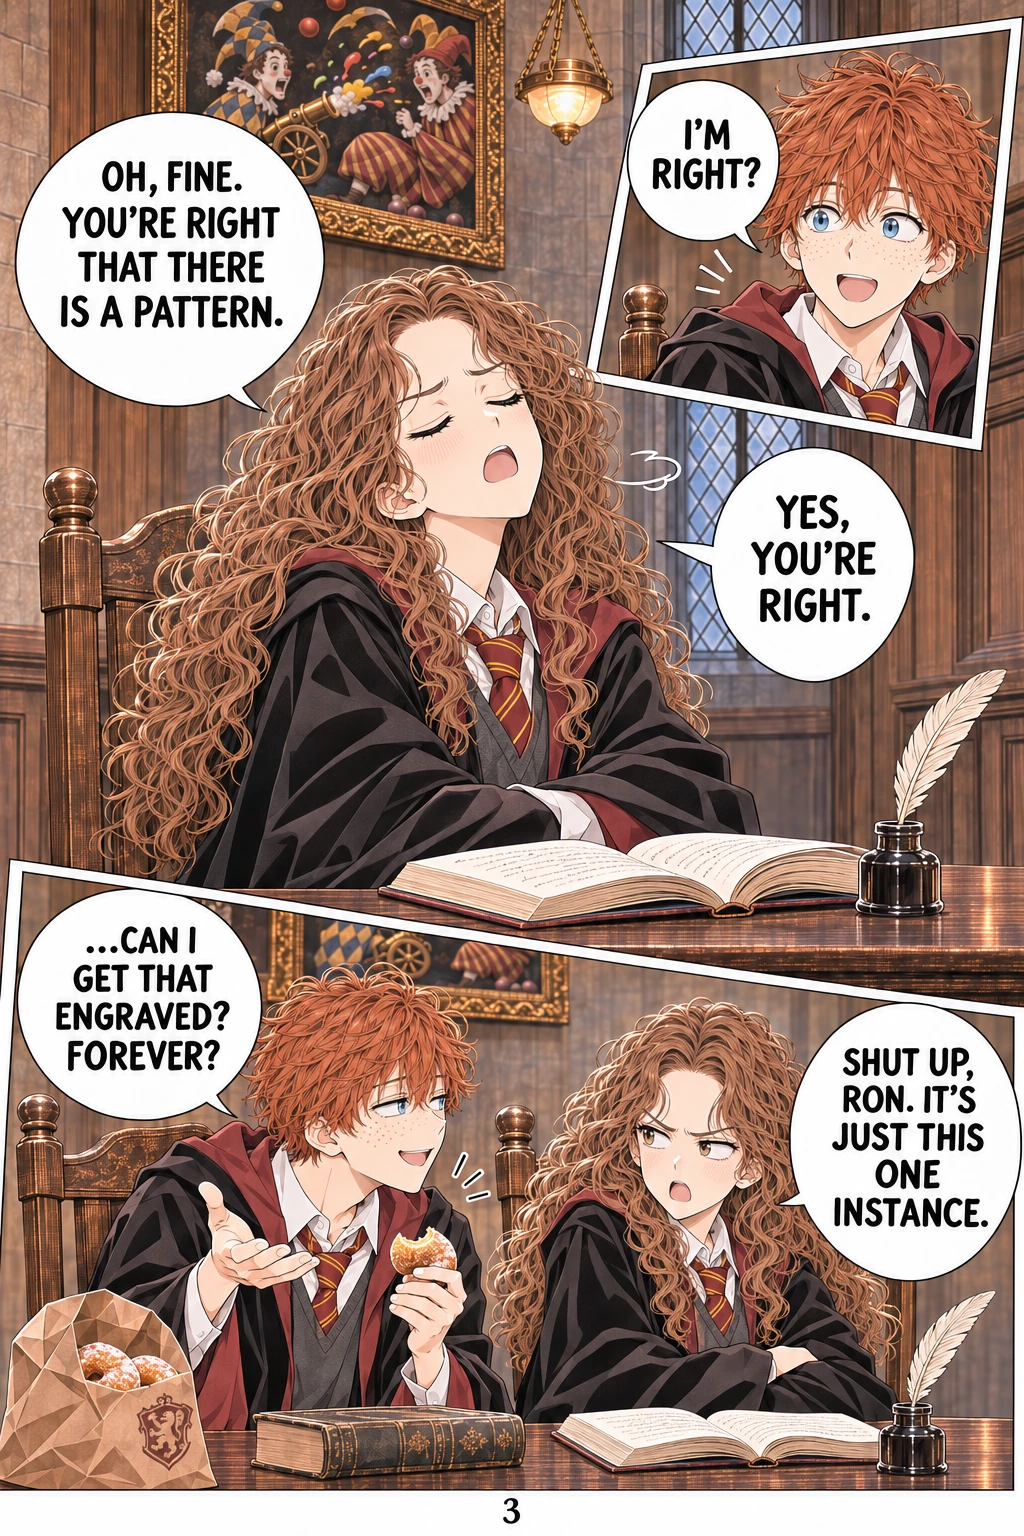 OH, FINE.
YOU'RE RIGHT
THAT THERE
IS A PATTERN.
I'M
RIGHT?
YES,
YOU'RE
RIGHT.
...CAN I
GET THAT
ENGRAVED?
FOREVER?
SHUT UP,
RON. IT'S
JUST THIS
ONE
INSTANCE.
3